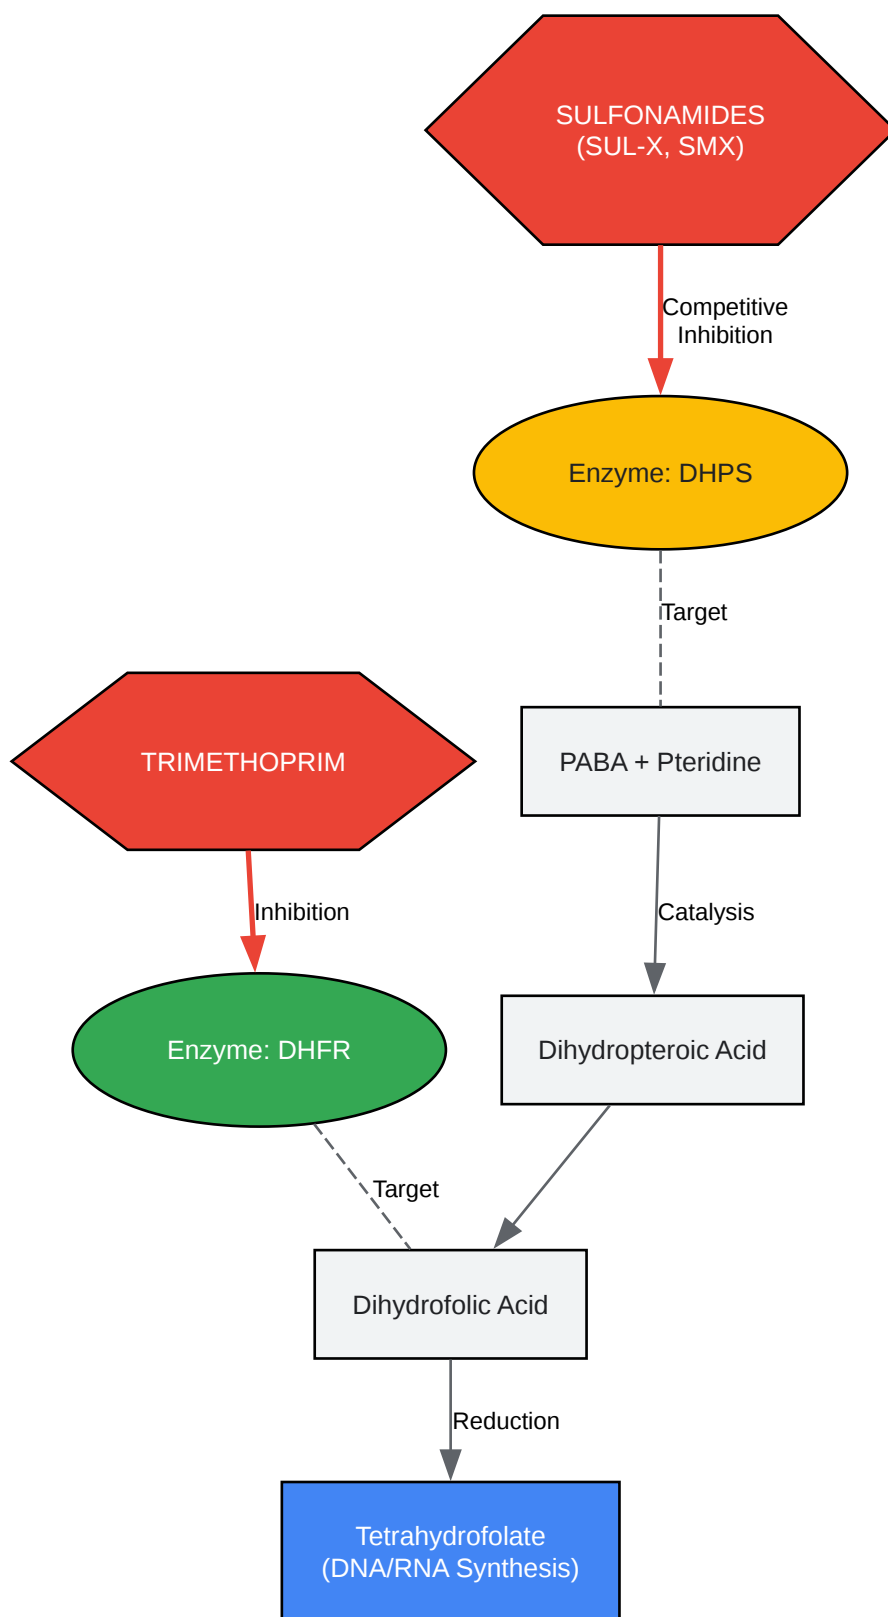 SULFONAMIDES
(SUL-X, SMX)
Competitive
Inhibition
Enzyme: DHPS
Target
TRIMETHOPRIM
PABA + Pteridine
Inhibition
Catalysis
Enzyme: DHFR
Dihydropteroic Acid
Target
Dihydrofolic Acid
Reduction
Tetrahydrofolate
(DNA/RNA Synthesis)